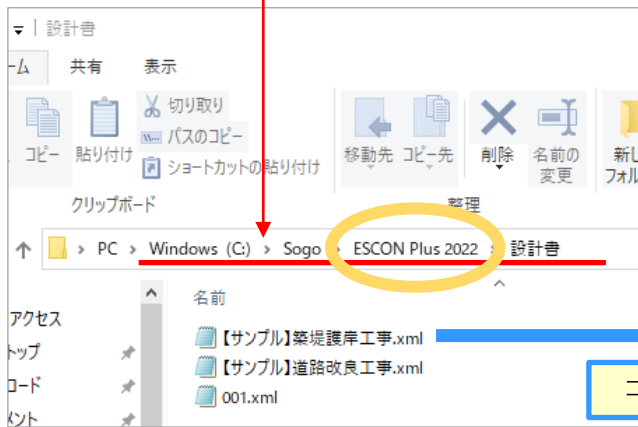 設計書
ーム 共有 表示
コピー 貼り付け
切り取り
パスのコピー
ショートカットの貼り付け
移動先 コピー先 削除 名前の
変更
新し
フォル
クリップボード 整理
PC > Windows (C:) > Sogo > ESCON Plus 2022 > 設計書
名前
アクセス
トップ
ロード
メント
【サンプル】築堤護岸工事.xml
【サンプル】道路改良工事.xml
001.xml